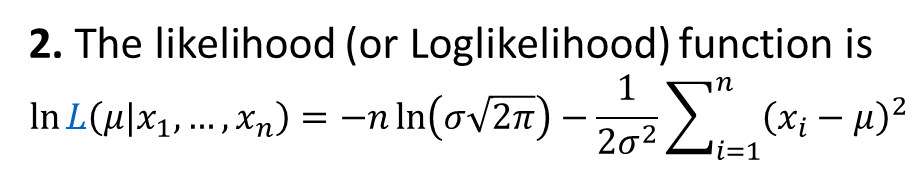 2. The likelihood (or Loglikelihood) function is
ln L(μ|x₁, …, xₙ) = −n ln(σ√2π) − 1/2σ² ∑ⁿᵢ₌₁ (xᵢ − μ)²